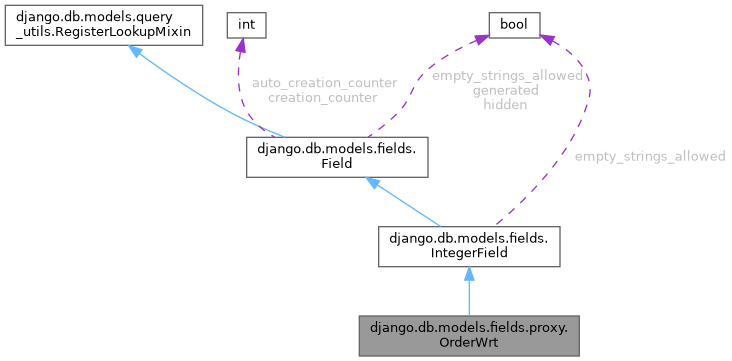 django.db.models.query
_utils.RegisterLookupMixin
int
bool
auto_creation_counter
creation_counter
empty_strings_allowed
generated
hidden
django.db.models.fields.
Field
empty_strings_allowed
django.db.models.fields.
IntegerField
django.db.models.fields.proxy.
OrderWrt